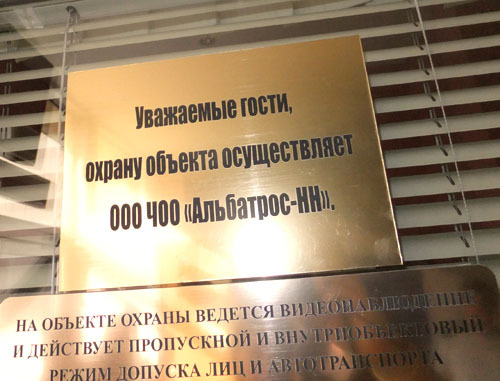 Уважаемые гости,
охрану объекта осуществляет
ООО ЧОО «Альбатрос-НН».
НА ОБЪЕКТЕ ОХРАНЫ ВЕДЕТСЯ ВИДЕОНАБЛЮДЕНИЕ
И ДЕЙСТВУЕТ ПРОПУСКНОЙ И ВНУТРИОБЪЕКТОВЫЙ
РЕЖИМ ДОПУСКА ЛИЦ И АВТОТРАНСПОРТА